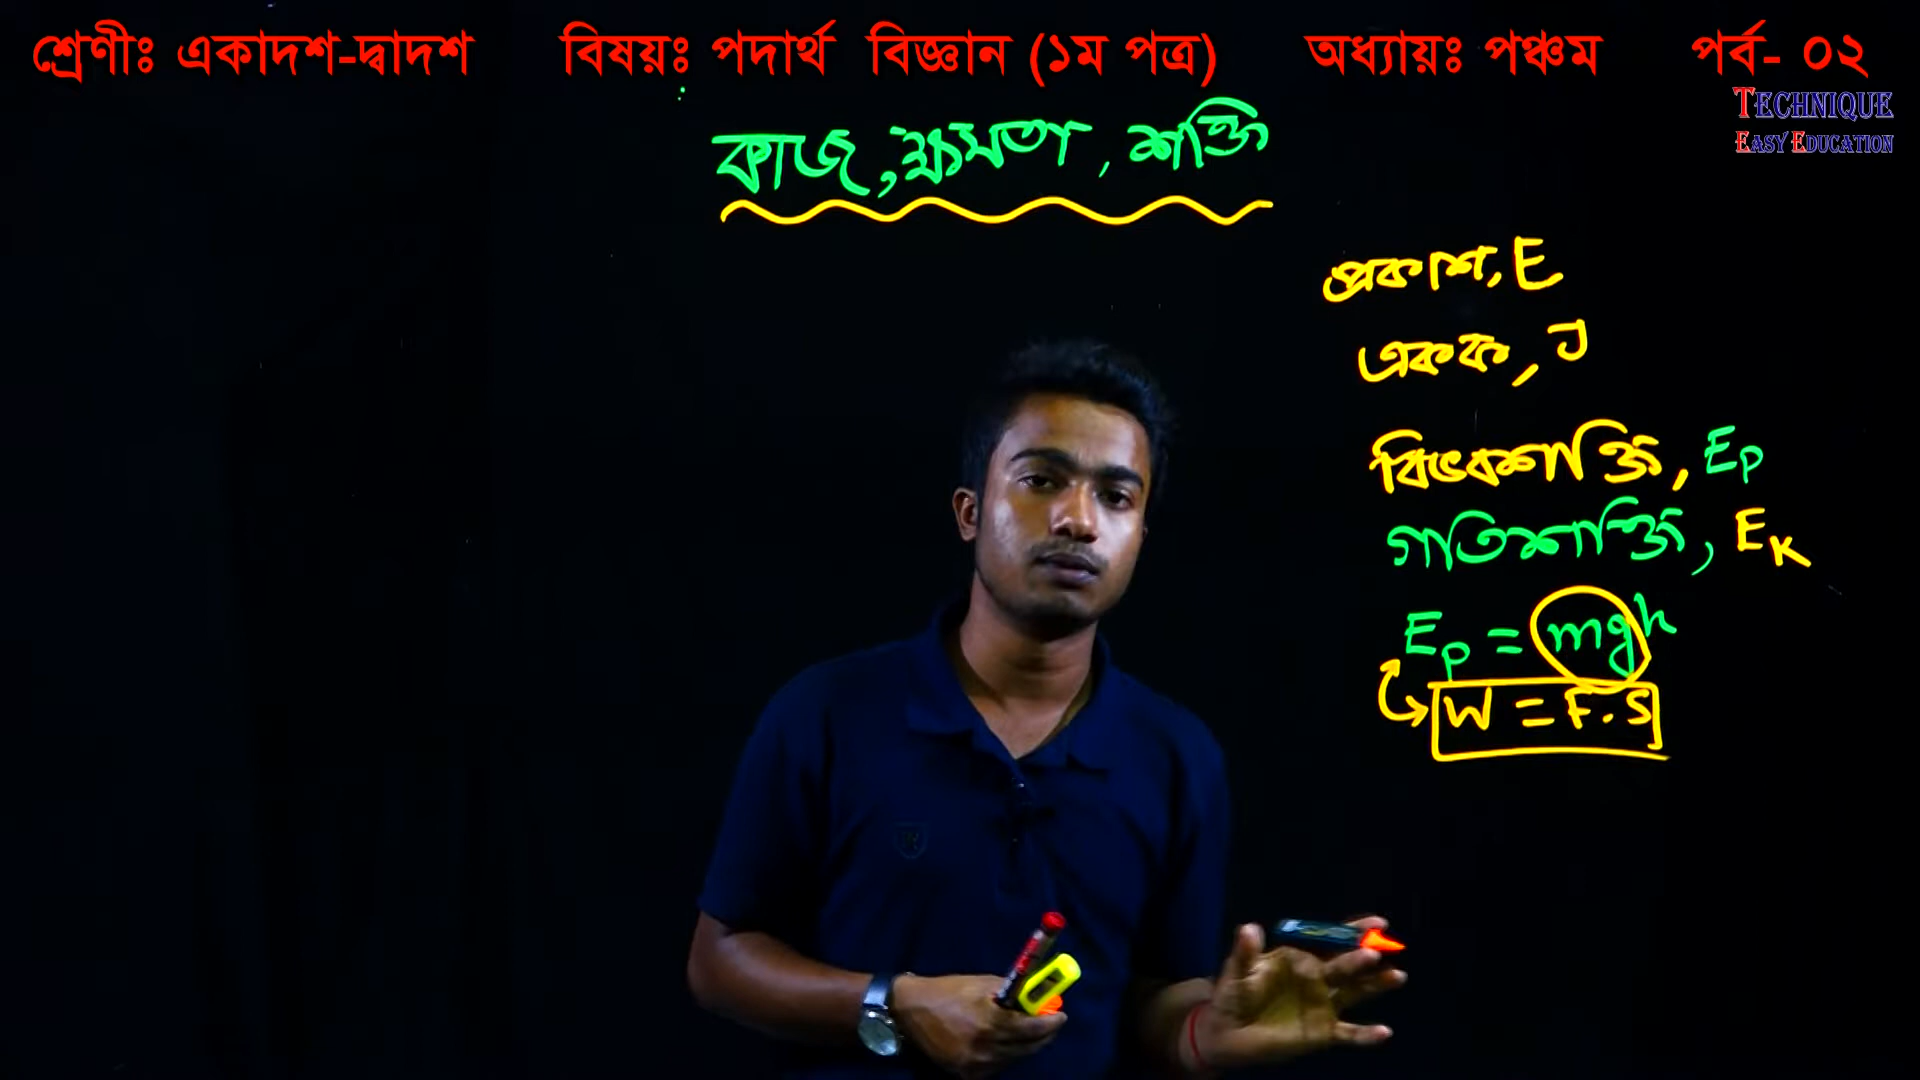 শ্রেণীঃ একাদশ-দ্বাদশ বিষয়ঃ পদার্থ বিজ্ঞান (১ম পত্র) অধ্যায়ঃ পঞ্চম পর্ব- ০২
TECHNIQUE
EASY EDUCATION
কাজ, ক্ষমতা, শক্তি
প্রকাশ, E
একক, J
বিভবশক্তি, Ep
গতিশক্তি, EK
Ep = mgh
W = F.S